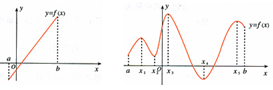 y
y=f(x)
a
O
b
x
y
y=f(x)
a
x₁
x₂
O
x₃
x₄
x₅
b
x